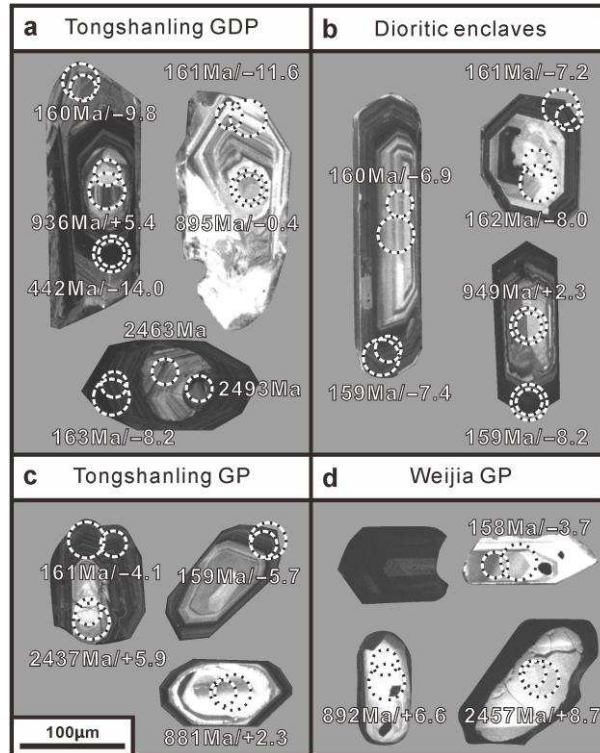 a Tongshanling GDP
160Ma/–9.8
161Ma/–11.6
936Ma/+5.4
895Ma/–0.4
442Ma/–14.0
2463Ma
2493Ma
163Ma/–8.2
b Dioritic enclaves
161Ma/–7.2
160Ma/–6.9
162Ma/–8.0
949Ma/+2.3
159Ma/–7.4
159Ma/–8.2
c Tongshanling GP
161Ma/–4.1
159Ma/–5.7
2437Ma/+5.9
881Ma/+2.3
100μm
d Weijia GP
158Ma/–3.7
892Ma/+6.6
2457Ma/+8.7